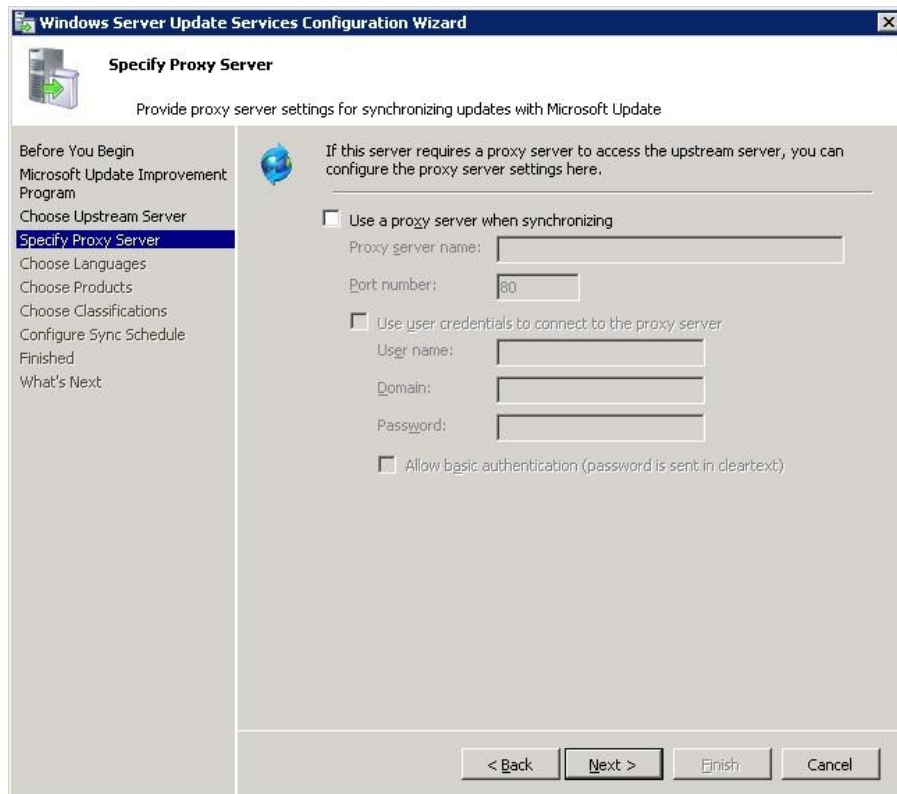 Windows Server Update Services Configuration Wizard
Specify Proxy Server
Provide proxy server settings for synchronizing updates with Microsoft Update
Before You Begin
Microsoft Update Improvement
Program
Choose Upstream Server
Specify Proxy Server
Choose Languages
Choose Products
Choose Classifications
Configure Sync Schedule
Finished
What's Next
If this server requires a proxy server to access the upstream server, you can
configure the proxy server settings here.
Use a proxy server when synchronizing
Proxy server name:
Port number:
80
Use user credentials to connect to the proxy server
User name:
Domain:
Password:
Allow basic authentication (password is sent in cleartext)
< Back
Next >
Finish
Cancel